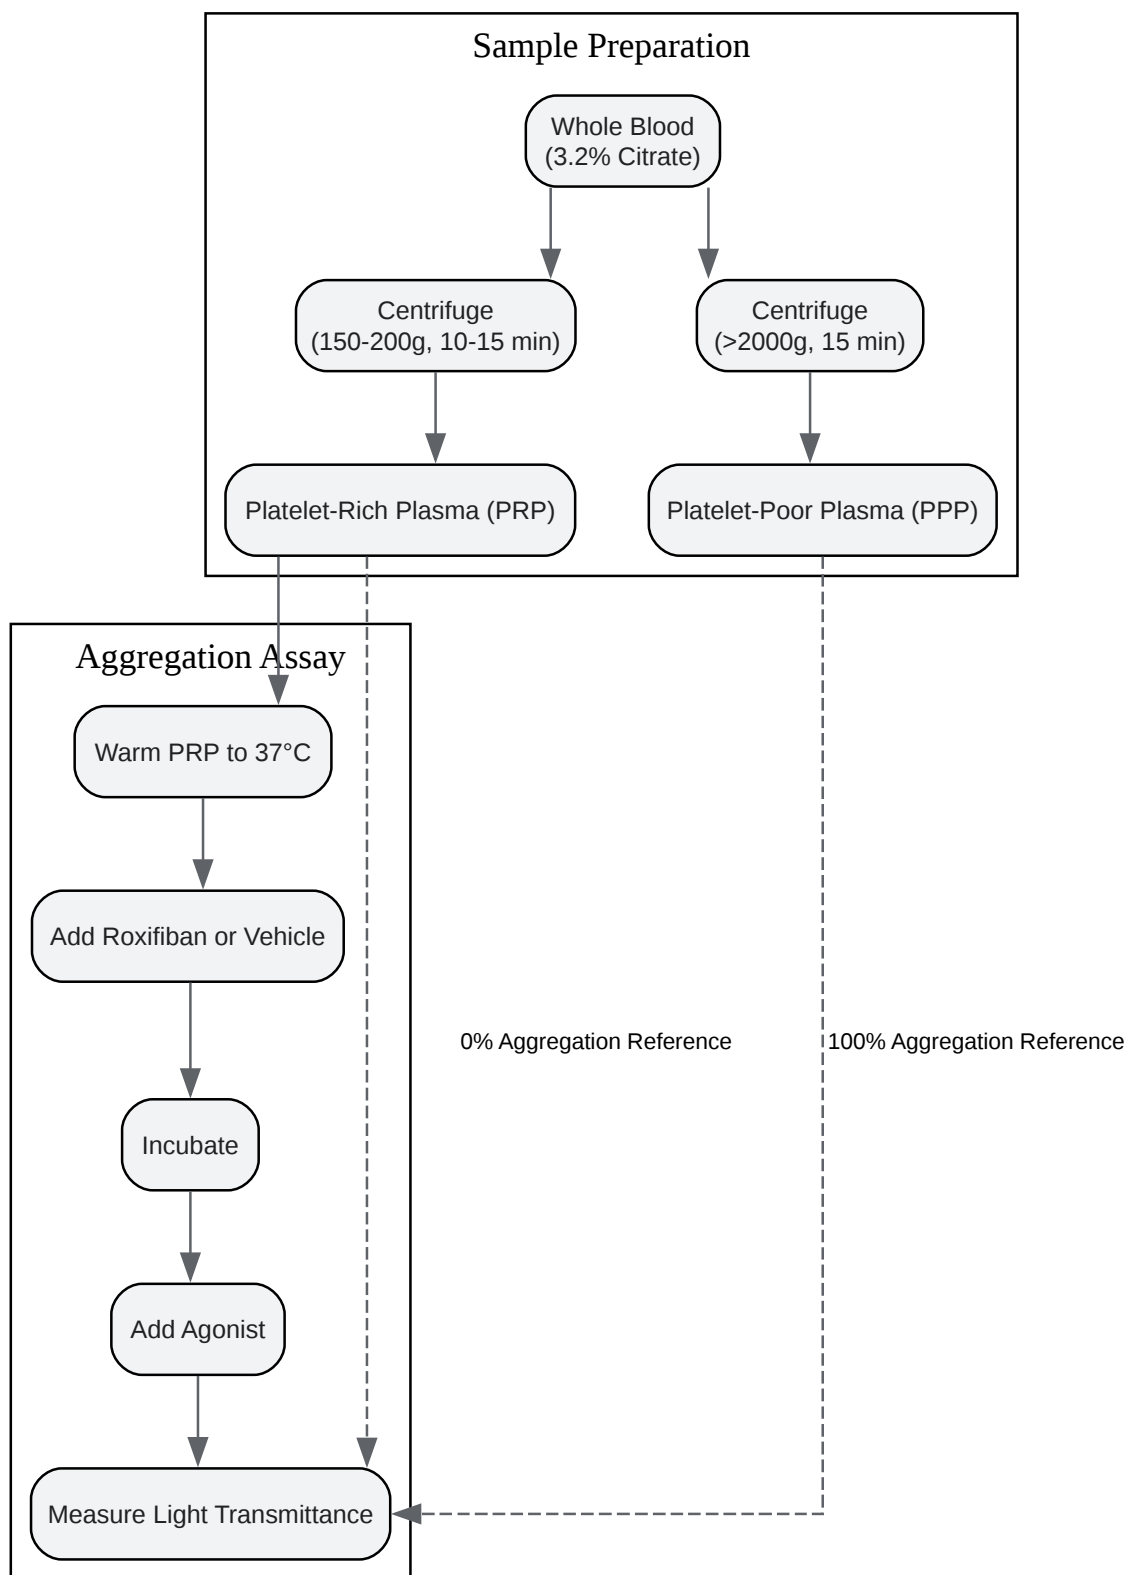 Sample Preparation
Whole Blood
(3.2% Citrate)
Centrifuge
(150-200g, 10-15 min)
Centrifuge
(>2000g, 15 min)
Platelet-Rich Plasma (PRP)
Platelet-Poor Plasma (PPP)
Aggregation Assay
Warm PRP to 37°C
Add Roxifiban or Vehicle
0% Aggregation Reference
100% Aggregation Reference
Incubate
Add Agonist
Measure Light Transmittance